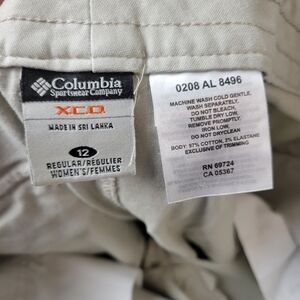 Columbia
Sportswear Company
XCO
MADE IN SRI LANKA
12
REGULAR/RÉGULIER
WOMEN'S/FEMMES
0208 AL 8496
MACHINE WASH COLD GENTLE.
WASH SEPARATELY.
DO NOT BLEACH,
TUMBLE DRY LOW.
REMOVE PROMPTLY.
IRON LOW.
DO NOT DRYCLEAN
BODY: 97% COTTON, 3% ELASTANE
EXCLUSIVE OF TRIMMING
RN 69724
CA 05367